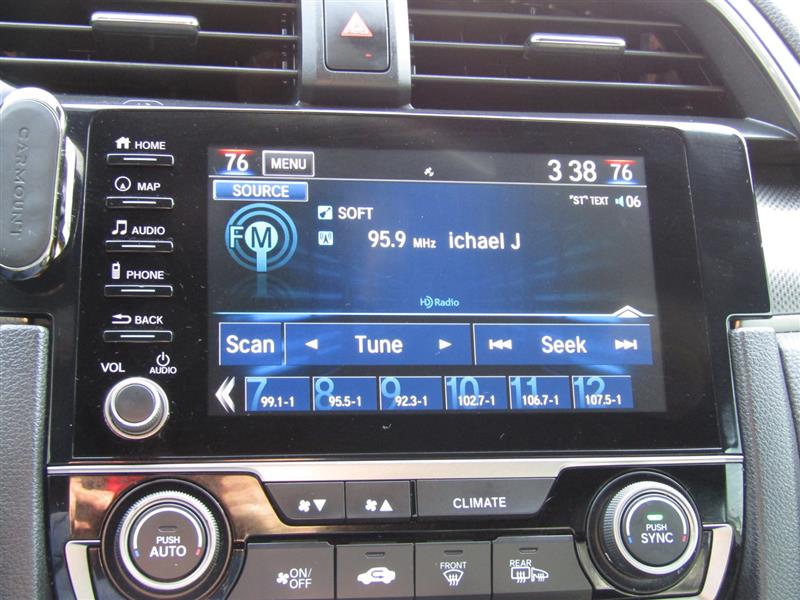 CARMOUNT
HOME
MAP
AUDIO
PHONE
BACK
VOL
AUDIO
76 MENU 3 38 76
SOURCE
"ST" TEXT 06
FM
SOFT
95.9 MHz ichael J
HD Radio
Scan Tune Seek
7 99.1-1
8 95.5-1
9 92.3-1
10 102.7-1
11 106.7-1
12 107.5-1
CLIMATE
PUSH
AUTO
PUSH
SYNC
ON/
OFF
FRONT
REAR